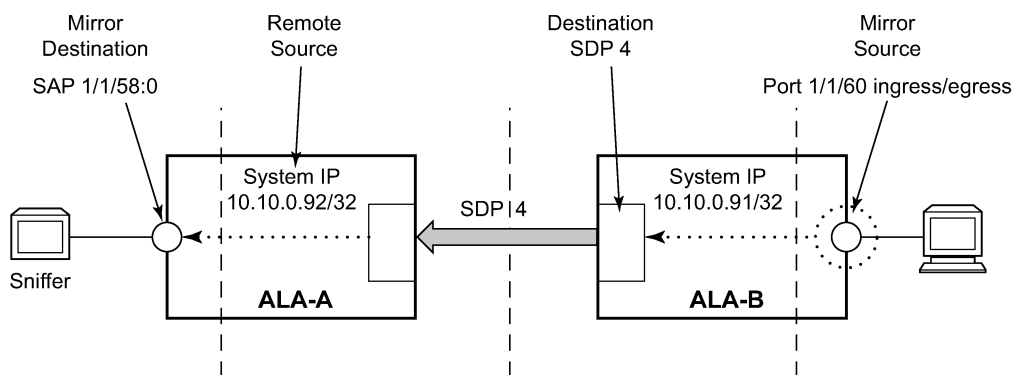 Mirror
Destination
SAP 1/1/58:0
Remote
Source
Destination
SDP 4
Mirror
Source
Port 1/1/60 ingress/egress
System IP
10.10.0.92/32
SDP 4
System IP
10.10.0.91/32
Sniffer
ALA-A
ALA-B